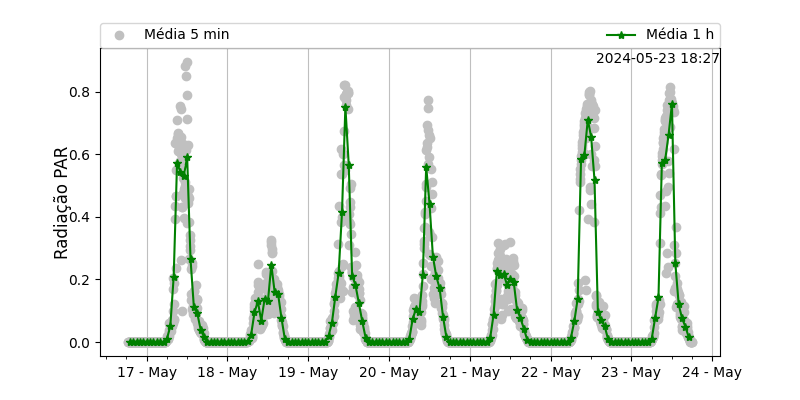 Média 5 min
Média 1 h
2024-05-23 18:27
Radiação PAR
0.8
0.6
0.4
0.2
0.0
17 - May
18 - May
19 - May
20 - May
21 - May
22 - May
23 - May
24 - May